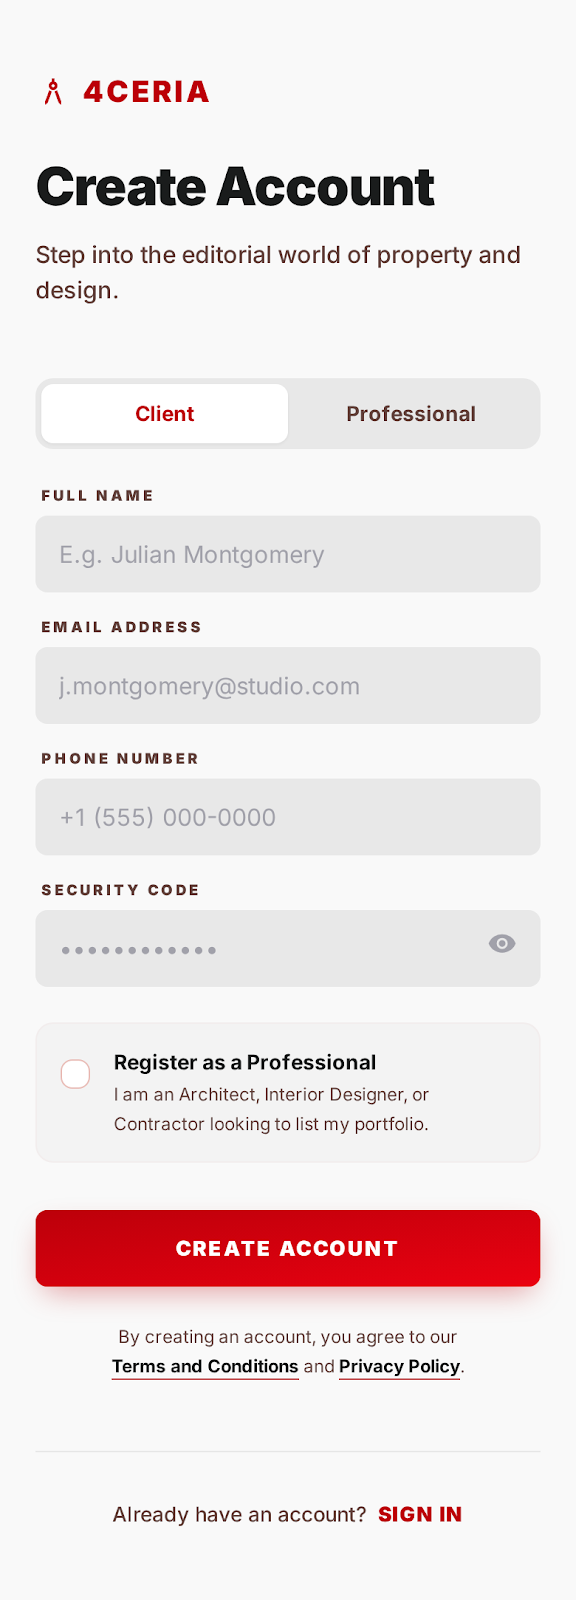 4CERIA
Create Account
Step into the editorial world of property and
design.
Client
Professional
FULL NAME
E.g. Julian Montgomery
EMAIL ADDRESS
j.montgomery@studio.com
PHONE NUMBER
+1 (555) 000-0000
SECURITY CODE
••••••••••••
Register as a Professional
I am an Architect, Interior Designer, or
Contractor looking to list my portfolio.
CREATE ACCOUNT
By creating an account, you agree to our
Terms and Conditions and Privacy Policy.
Already have an account? SIGN IN